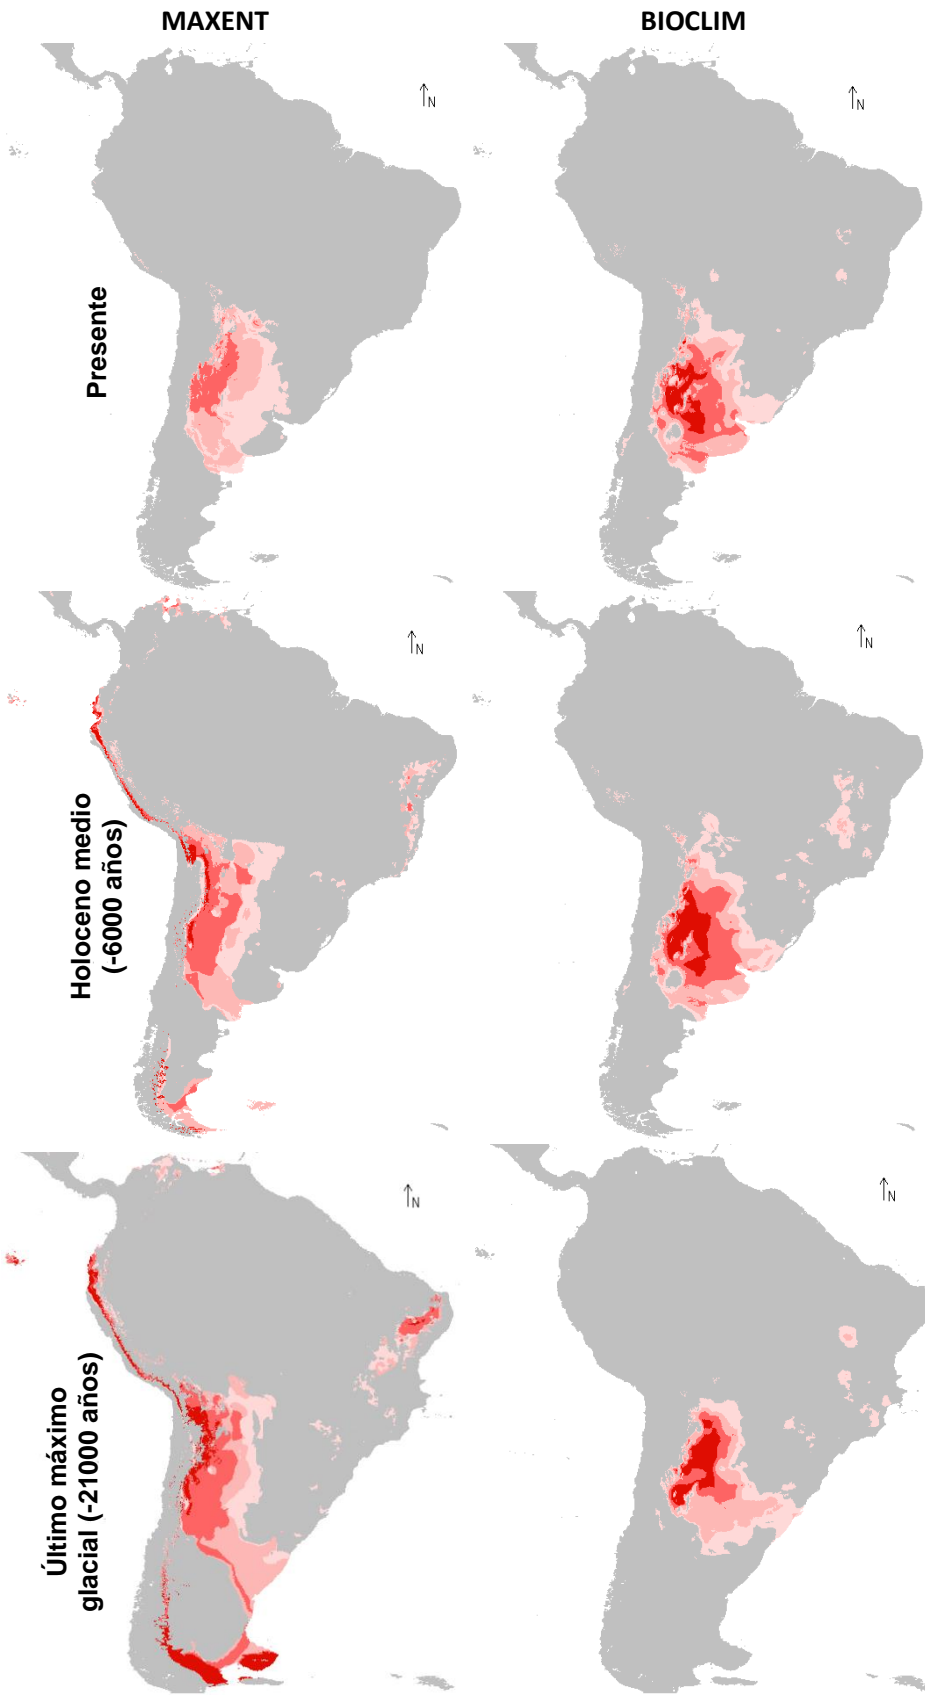 MAXENT
BIOCLIM
N
N
Presente
N
N
Holoceno medio
(-6000 años)
N
N
Último máximo
glacial (-21000 años)